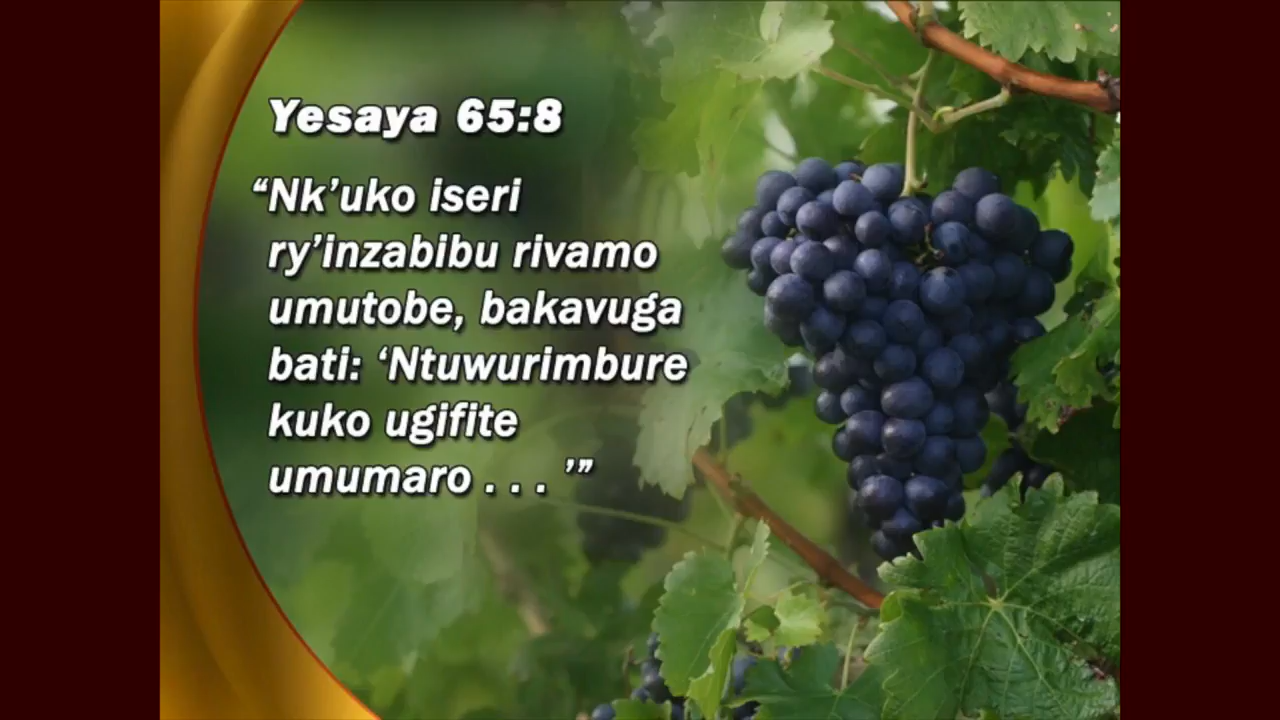 Yesaya 65:8
“Nk’uko iseri
ry’inzabibu rivamo
umutobe, bakavuga
bati: ‘Ntuwurimbure
kuko ugifite
umumaro . . . ’”